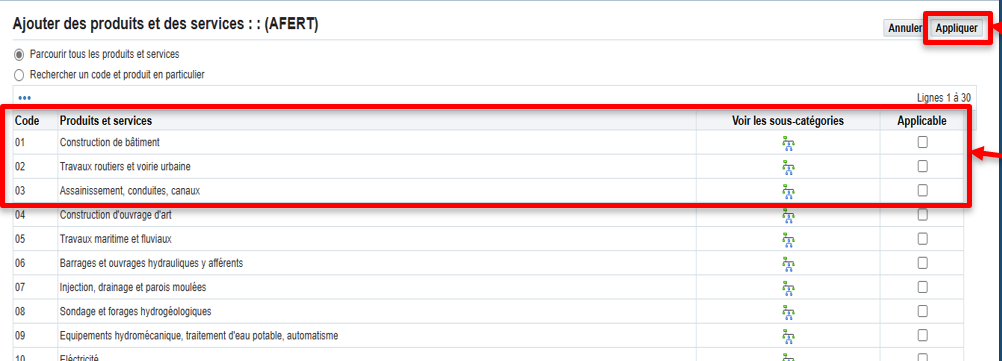 Ajouter des produits et des services : : (AFERT)
Annuler Appliquer
Parcourir tous les produits et services
Rechercher un code et produit en particulier
Lignes 1 à 30
Code Produits et services Voir les sous-catégories Applicable
01 Construction de bâtiment
02 Travaux routiers et voirie urbaine
03 Assainissement, conduites, canaux
04 Construction d'ouvrage d'art
05 Travaux maritime et fluviaux
06 Barrages et ouvrages hydrauliques y afférents
07 Injection, drainage et parois moulées
08 Sondage et forages hydrogéologiques
09 Equipements hydromécanique, traitement d'eau potable, automatisme
10 Eléctricité